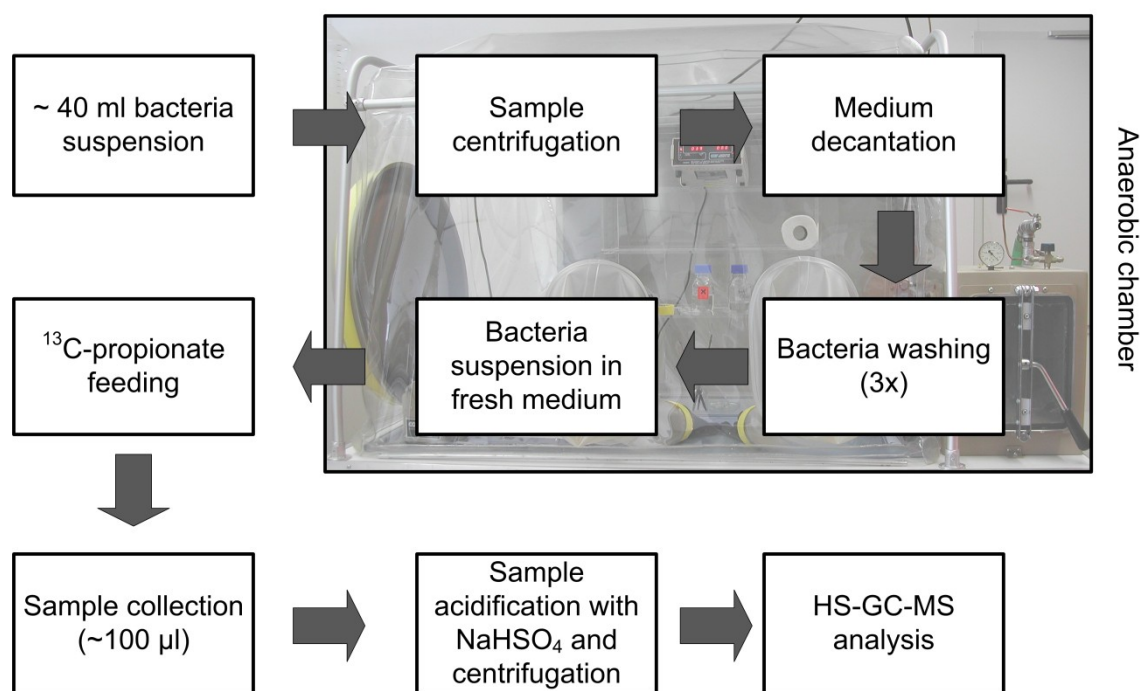 ~ 40 ml bacteria
suspension
Sample
centrifugation
Medium
decantation
Bacteria washing
(3x)
Bacteria
suspension in
fresh medium
¹³C-propionate
feeding
Sample collection
(~100 µl)
Sample
acidification with
NaHSO₄ and
centrifugation
HS-GC-MS
analysis
Anaerobic chamber